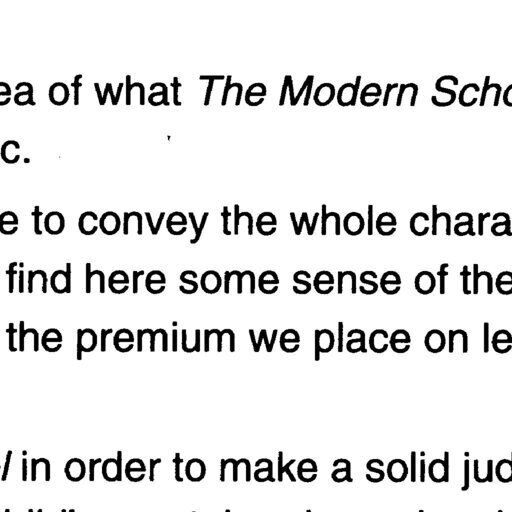 ea of what The Modern Scho
c.
e to convey the whole chara
find here some sense of the
the premium we place on le
l in order to make a solid jud